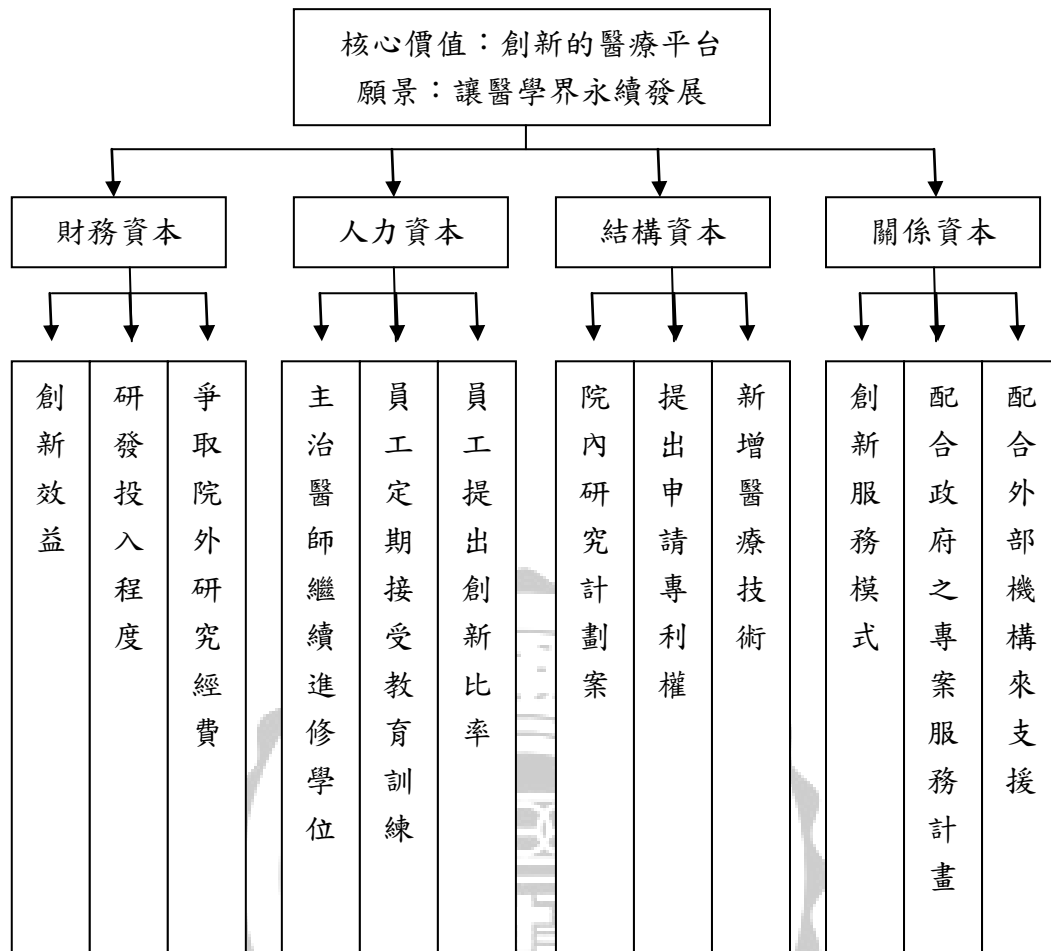 核心價值：創新的醫療平台
願景：讓醫學界永續發展
財務資本
人力資本
結構資本
關係資本
創新效益
研發投入程度
爭取院外研究經費
主治醫師繼續進修學位
員工定期接受教育訓練
員工提出創新比率
院內研究計劃案
提出申請專利權
新增醫療技術
創新服務模式
配合政府之專案服務計畫
配合外部機構來支援